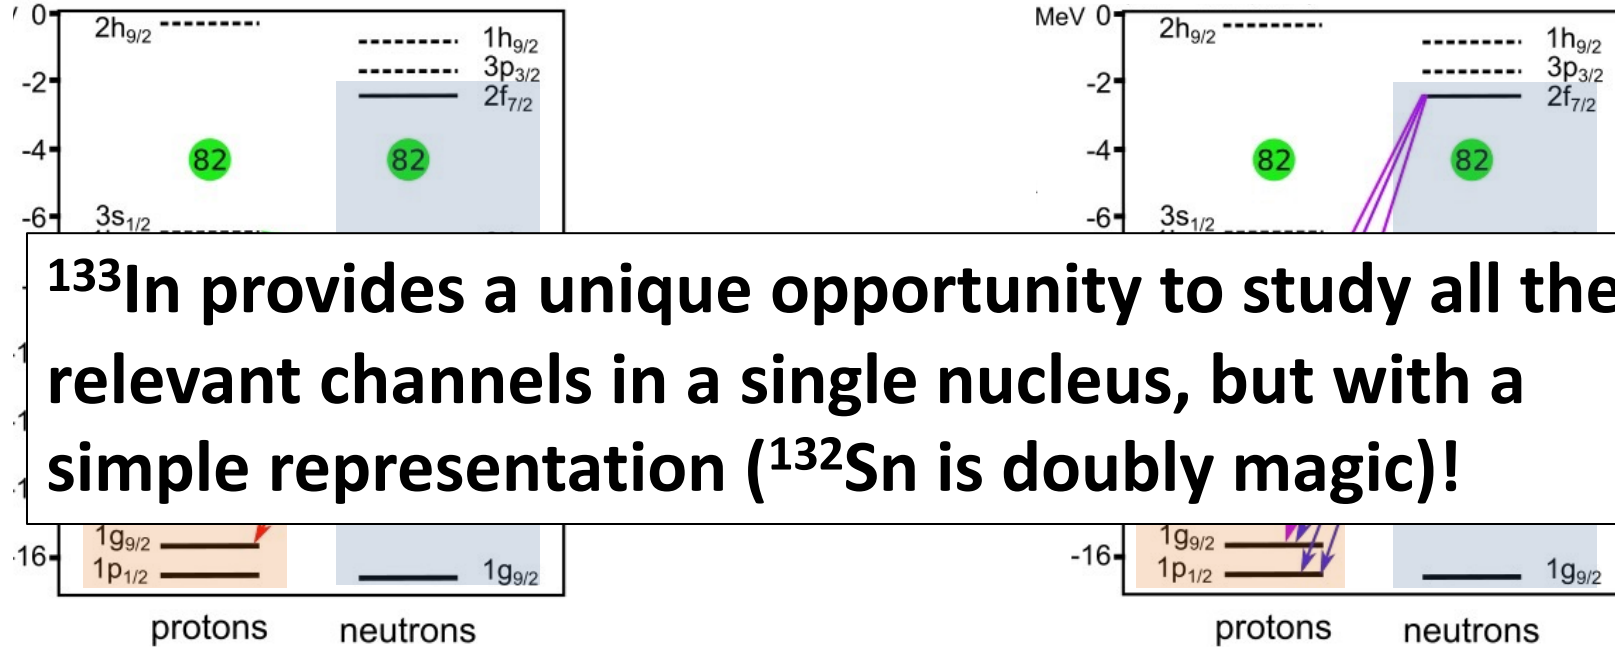 0
2h9/2
1h9/2
3p3/2
-2
2f7/2
-4
82
82
-6
3s1/2
MeV 0
2h9/2
1h9/2
3p3/2
-2
2f7/2
-4
82
82
-6
3s1/2
133In provides a unique opportunity to study all the
relevant channels in a single nucleus, but with a
simple representation (132Sn is doubly magic)!
1g9/2
-16
1p1/2
1g9/2
protons neutrons
1g9/2
-16
1p1/2
1g9/2
protons neutrons